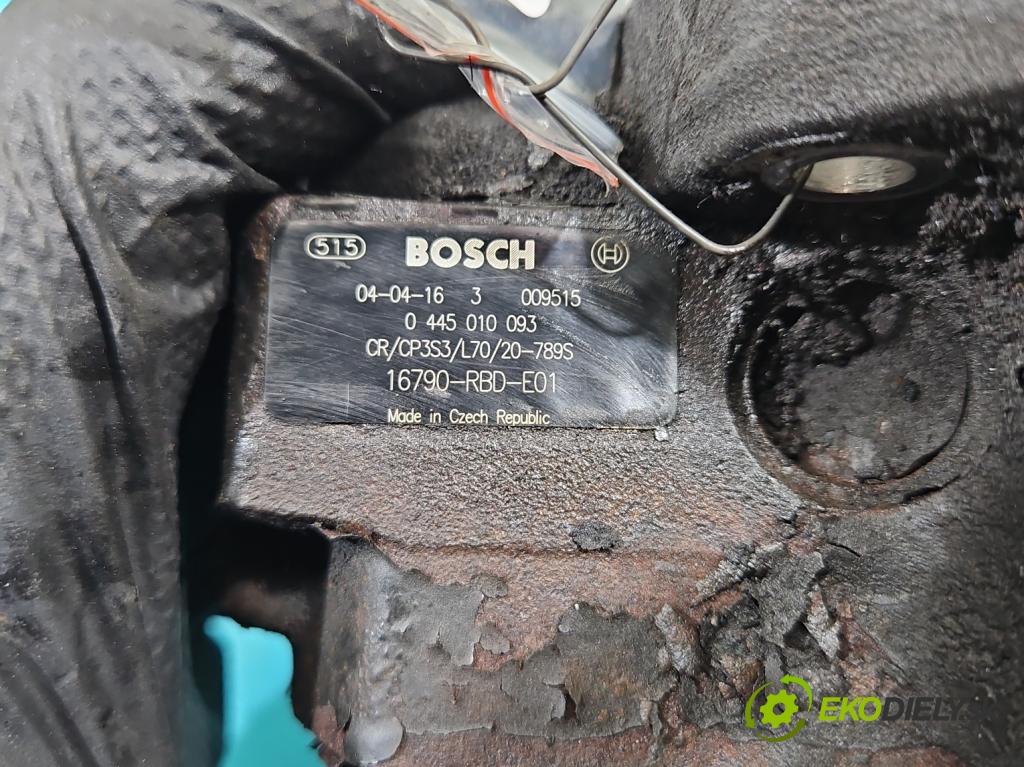 515 BOSCH H
04-04-16 3 009515
0 445 010 093
CR/CP3S3/L70/20-789S
16790-RBD-E01
Made in Czech Republic
EKODIELY